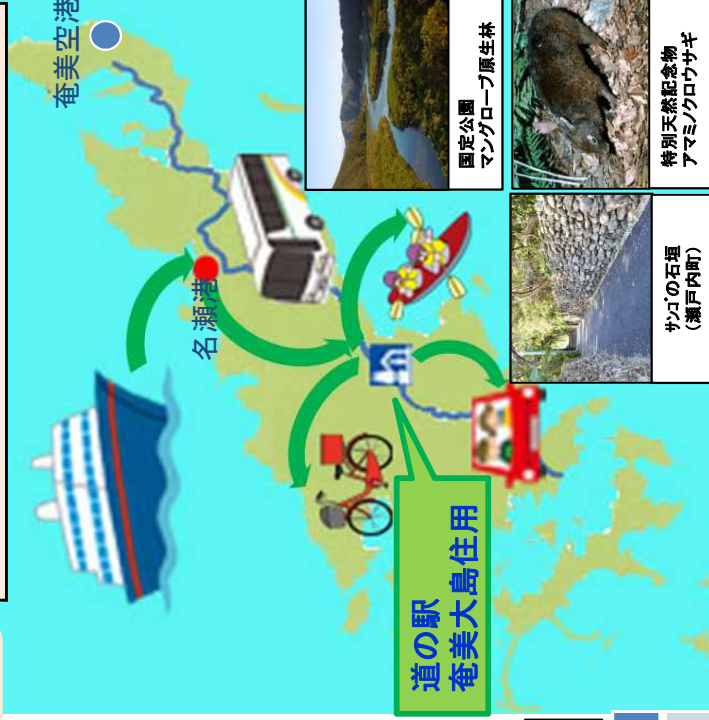 奄美空港
名瀬港
道の駅
奄美大島住用
国定公園
マングローブ原生林
特別天然記念物
アマミノクロウサギ
サンゴの石垣
（瀬戸内町）